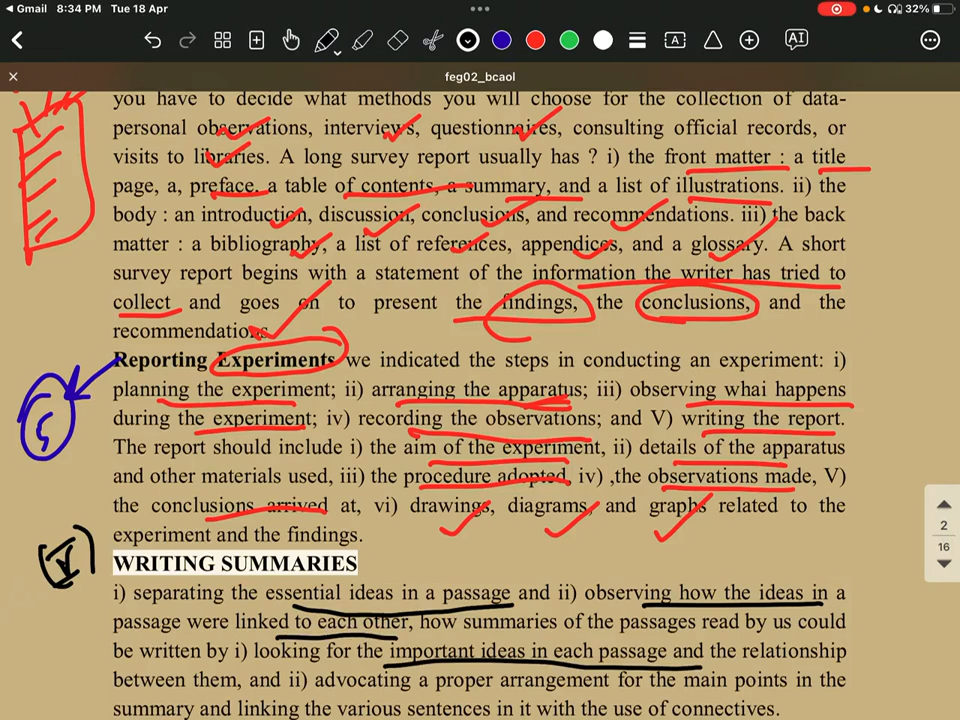 Gmail 8:34 PM Tue 18 Apr 32%
AI
feg02_bcaol
you have to decide what methods you will choose for the collection of data-
personal observations, interviews, questionnaires, consulting official records, or
visits to libraries. A long survey report usually has ? i) the front matter : a title
page, a, preface, a table of contents, a summary, and a list of illustrations. ii) the
body : an introduction, discussion, conclusions, and recommendations. iii) the back
matter : a bibliography, a list of references, appendices, and a glossary. A short
survey report begins with a statement of the information the writer has tried to
collect and goes on to present the findings, the conclusions, and the
recommendations.
Reporting Experiments we indicated the steps in conducting an experiment: i)
planning the experiment; ii) arranging the apparatus; iii) observing whai happens
during the experiment; iv) recording the observations; and V) writing the report.
The report should include i) the aim of the experiment, ii) details of the apparatus
and other materials used, iii) the procedure adopted, iv) ,the observations made, V)
the conclusions arrived at, vi) drawings, diagrams, and graphs related to the
experiment and the findings.
WRITING SUMMARIES
i) separating the essential ideas in a passage and ii) observing how the ideas in a
passage were linked to each other, how summaries of the passages read by us could
be written by i) looking for the important ideas in each passage and the relationship
between them, and ii) advocating a proper arrangement for the main points in the
summary and linking the various sentences in it with the use of connectives.
2
16